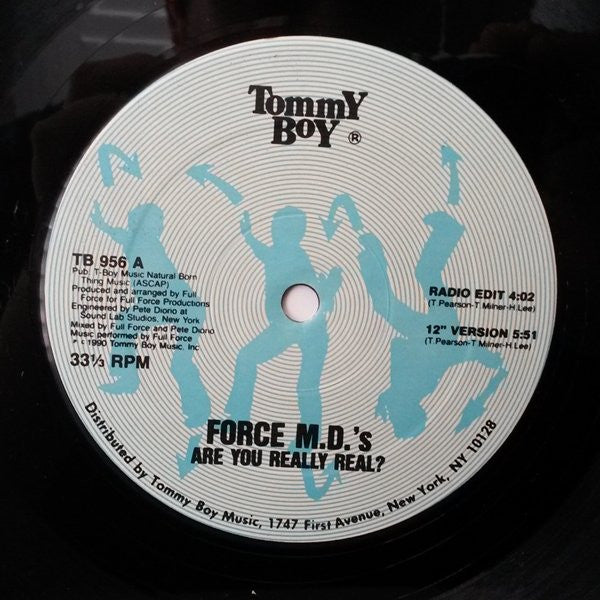 Tommy
Boy ®
TB 956 A
Pub: T-Boy Music Natural Born
Thing Music (ASCAP)
Produced and arranged by Full
Force for Full Force Productions
Engineered by Pete Diorio at
Sound Lab Studios, New York
Mixed by Full Force and Pete Diorio
Music performed by Full Force
℗ © 1990 Tommy Boy Music, Inc.
33⅓ RPM
RADIO EDIT 4:02
(T. Pearson-T. Milner-H. Lee)
12" VERSION 5:51
(T. Pearson-T. Milner-H. Lee)
FORCE M.D.'s
ARE YOU REALLY REAL?
Distributed by Tommy Boy Music, 1747 First Avenue, New York, NY 10128